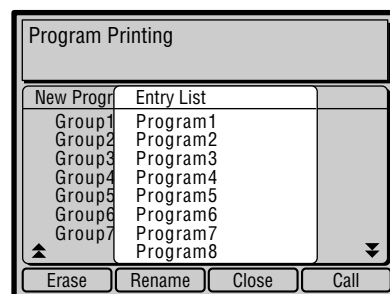 Program Printing
New Progr
Entry List
Group1
Group2
Group3
Group4
Group5
Group6
Group7
Program1
Program2
Program3
Program4
Program5
Program6
Program7
Program8
Erase
Rename
Close
Call